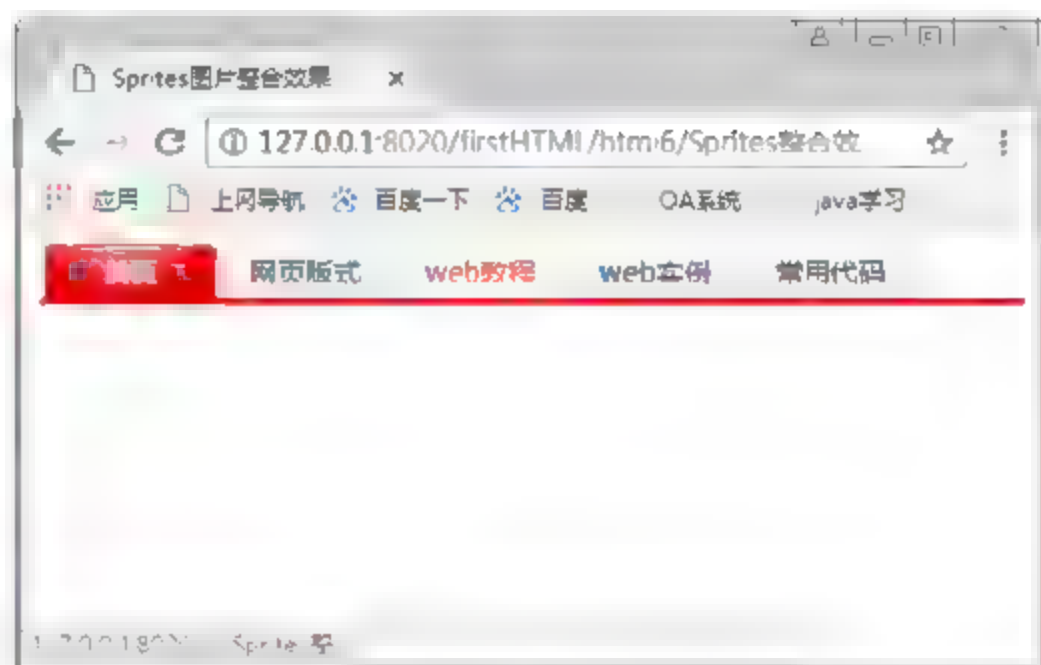 Sprites图片整合效果 ×
127.0.0.1:8020/firstHTML/html6/Sprites整合效
应用 上网导航 百度一下 百度 OA系统 java学习
网页版式 web教程 web实例 常用代码